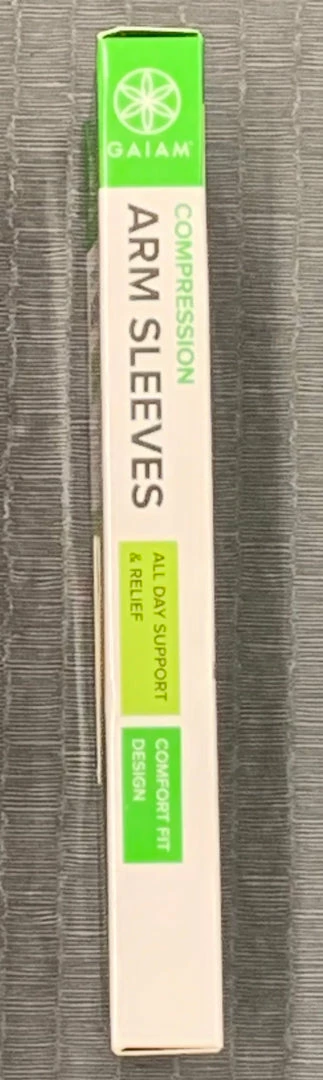 GAIAM
COMPRESSION
ARM SLEEVES
ALL DAY SUPPORT
& RELIEF
COMFORT FIT
DESIGN